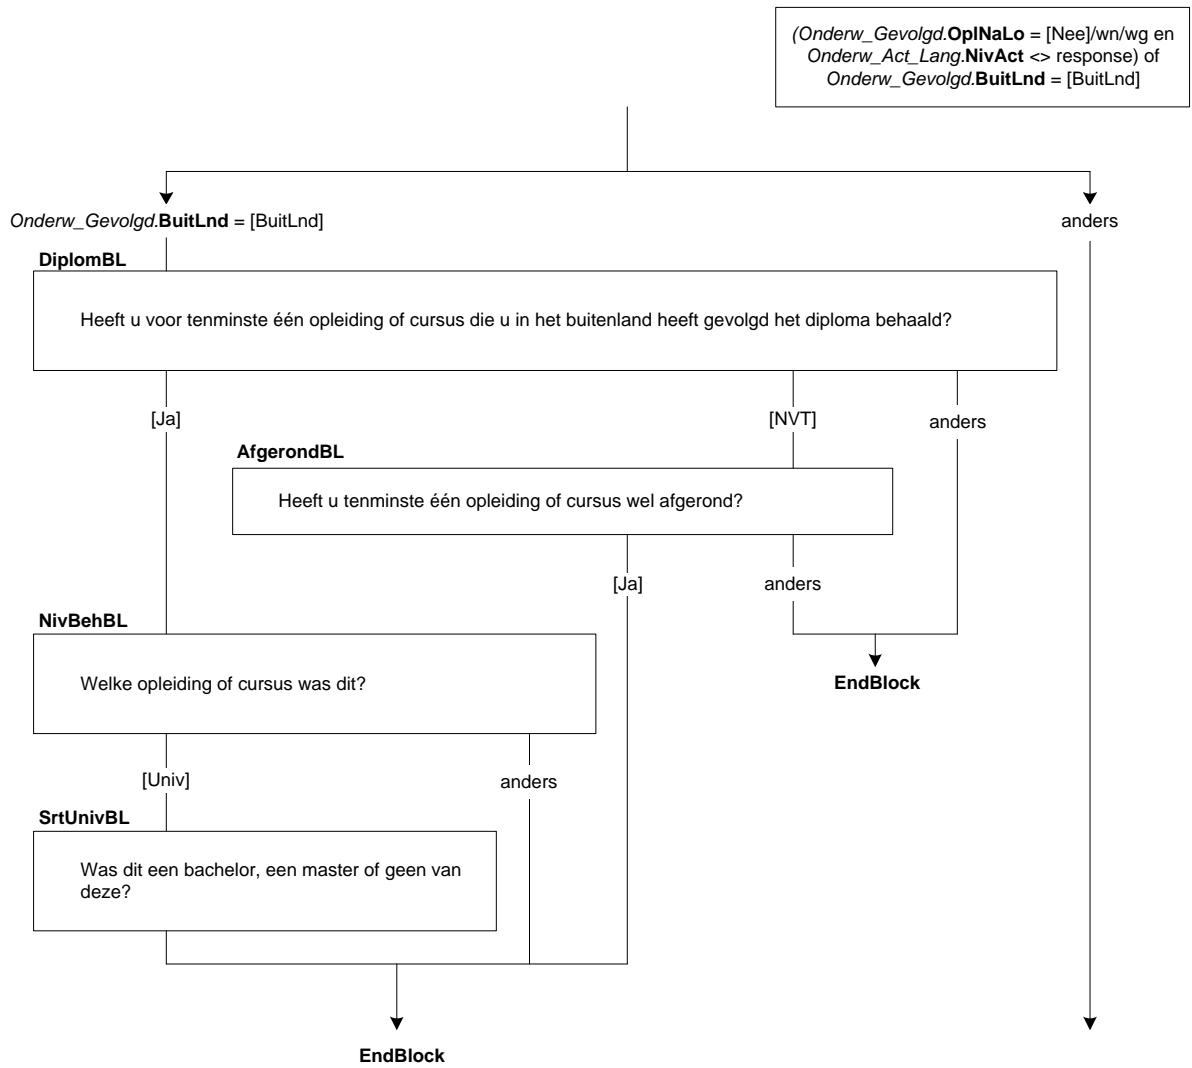 (Onderw_Gevolgd.OplNaLo = [Nee]/wn/wg en
Onderw_Act_Lang.NivAct <> response) of
Onderw_Gevolgd.BuitLnd = [BuitLnd]
Onderw_Gevolgd.BuitLnd = [BuitLnd]
anders
DiplomBL
Heeft u voor tenminste één opleiding of cursus die u in het buitenland heeft gevolgd het diploma behaald?
[Ja]
[NVT]
anders
AfgerondBL
Heeft u tenminste één opleiding of cursus wel afgerond?
[Ja]
anders
NivBehBL
Welke opleiding of cursus was dit?
EndBlock
[Univ]
anders
SrtUnivBL
Was dit een bachelor, een master of geen van
deze?
EndBlock